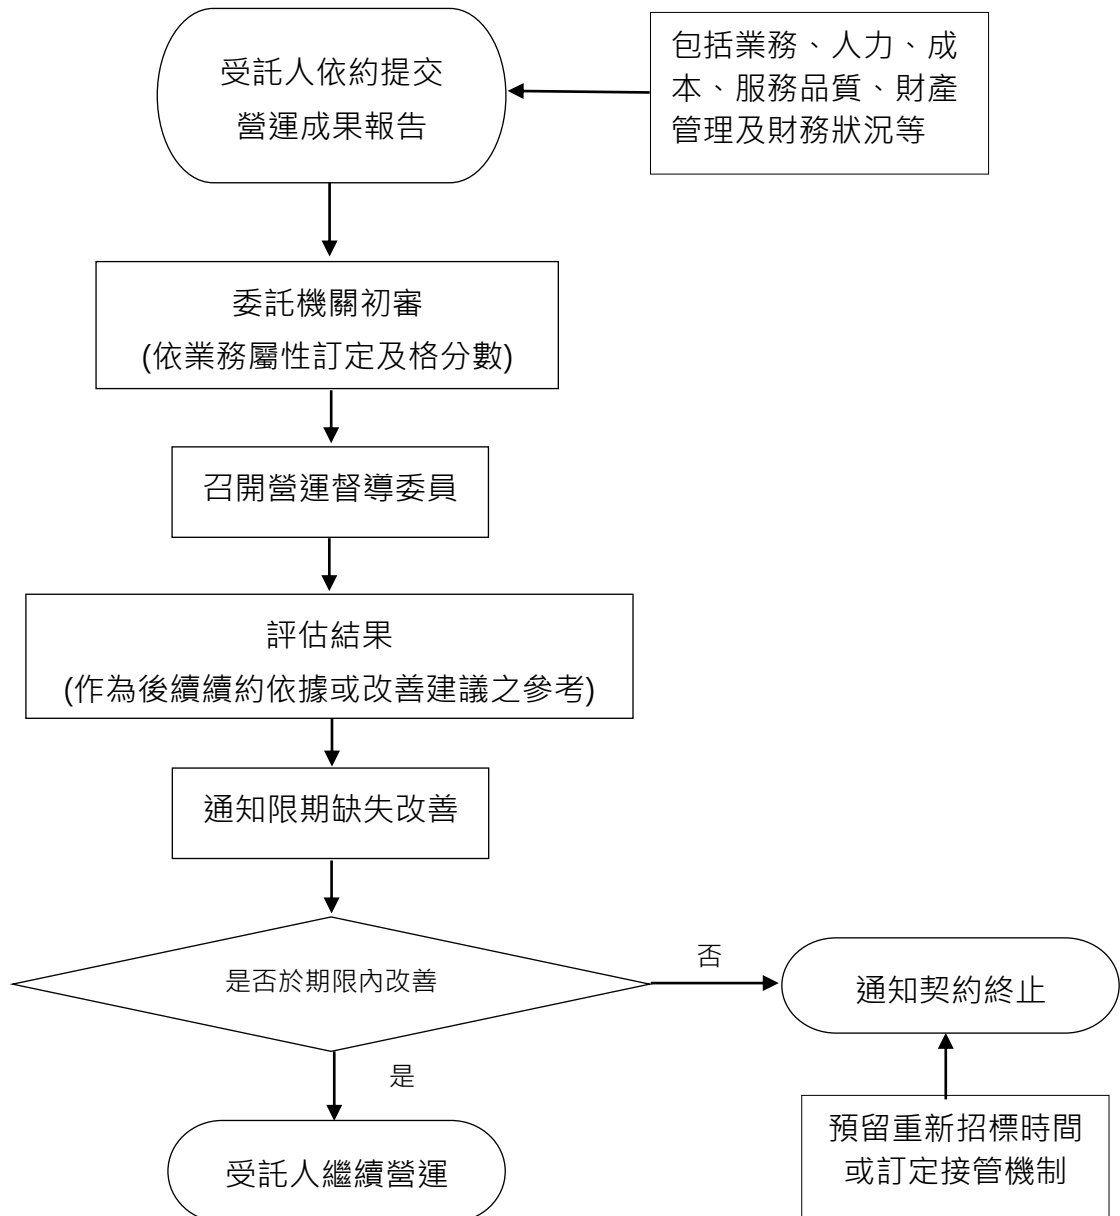 受託人依約提交
營運成果報告
包括業務、人力、成
本、服務品質、財產
管理及財務狀況等
委託機關初審
(依業務屬性訂定及格分數)
召開營運督導委員
評估結果
(作為後續續約依據或改善建議之參考)
通知限期缺失改善
是否於期限內改善
否
通知契約終止
是
預留重新招標時間
或訂定接管機制
受託人繼續營運